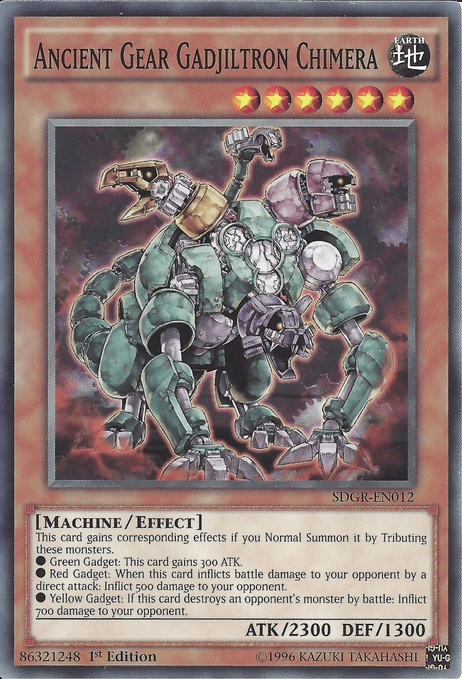 ANCIENT GEAR GADJILTRON CHIMERA
EARTH
地
SDGR-EN012
[MACHINE/EFFECT]
This card gains corresponding effects if you Normal Summon it by Tributing
these monsters.
● Green Gadget: This card gains 300 ATK.
● Red Gadget: When this card inflicts battle damage to your opponent by a
direct attack: Inflict 500 damage to your opponent.
● Yellow Gadget: If this card destroys an opponent's monster by battle: Inflict
700 damage to your opponent.
ATK/2300 DEF/1300
86321248 1st Edition ©1996 KAZUKI TAKAHASHI